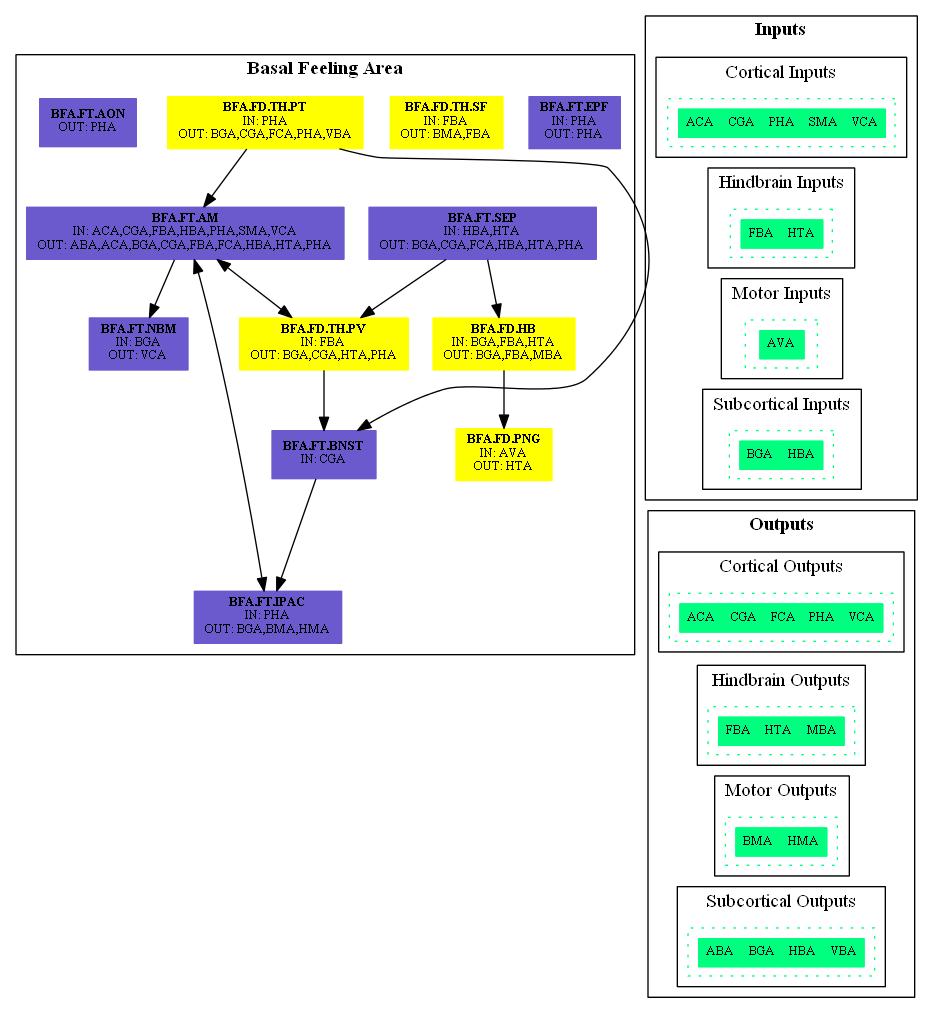 Basal Feeling Area
BFA.FT.AON
OUT: PHA
BFA.FD.TH.PT
IN: PHA
OUT: BGA,CGA,FCA,PHA,VBA
BFA.FD.TH.SF
IN: FBA
OUT: BMA,FBA
BFA.FT.EPF
IN: PHA
OUT: PHA
BFA.FT.AM
IN: ACA,CGA,FBA,HBA,PHA,SMA,VCA
OUT: ABA,ACA,BGA,CGA,FBA,FCA,HBA,HTA,PHA
BFA.FT.SEP
IN: HBA,HTA
OUT: BGA,CGA,FCA,HBA,HTA,PHA
BFA.FT.NBM
IN: BGA
OUT: VCA
BFA.FD.TH.PV
IN: FBA
OUT: BGA,CGA,HTA,PHA
BFA.FD.HB
IN: BGA,FBA,HTA
OUT: BGA,FBA,MBA
BFA.FT.BNST
IN: CGA
BFA.FD.PNG
IN: AVA
OUT: HTA
BFA.FT.IPAC
IN: PHA
OUT: BGA,BMA,HMA
Inputs
Cortical Inputs
ACA CGA PHA SMA VCA
Hindbrain Inputs
FBA HTA
Motor Inputs
AVA
Subcortical Inputs
BGA HBA
Outputs
Cortical Outputs
ACA CGA FCA PHA VCA
Hindbrain Outputs
FBA HTA MBA
Motor Outputs
BMA HMA
Subcortical Outputs
ABA BGA HBA VBA